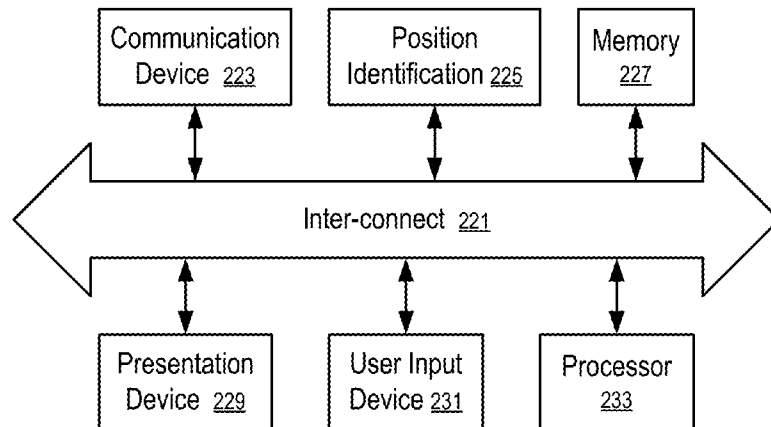 Communication
Device 223
Position
Identification 225
Memory
227
Inter-connect 221
Presentation
Device 229
User Input
Device 231
Processor
233